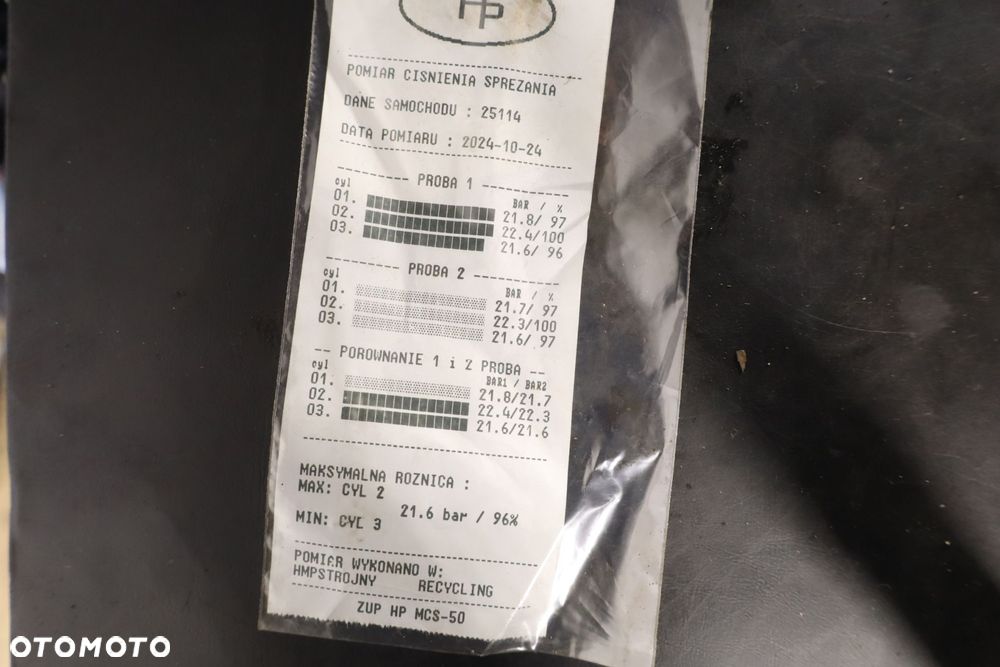 HP
POMIAR CISNIENIA SPREZANIA
DANE SAMOCHODU : 25114
DATA POMIARU : 2024-10-24
PROBA 1
cyl BAR / %
01. 21.8/ 97
02. 22.4/100
03. 21.6/ 96
PROBA 2
cyl BAR / %
01. 21.7/ 97
02. 22.3/100
03. 21.6/ 97
-- POROWNANIE 1 i 2 PROBA --
cyl BAR1 / BAR2
01. 21.8/21.7
02. 22.4/22.3
03. 21.6/21.6
MAKSYMALNA ROZNICA :
MAX: CYL 2
21.6 bar / 96%
MIN: CYL 3
POMIAR WYKONANO W:
HMPSTROJNY RECYCLING
ZUP HP MCS-50
OTOMOTO